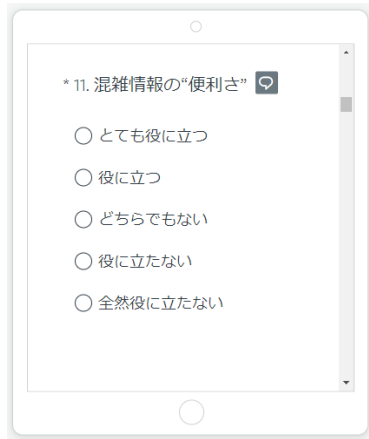 * 11. 混雑情報の“便利さ”
とても役に立つ
役に立つ
どちらでもない
役に立たない
全然役に立たない